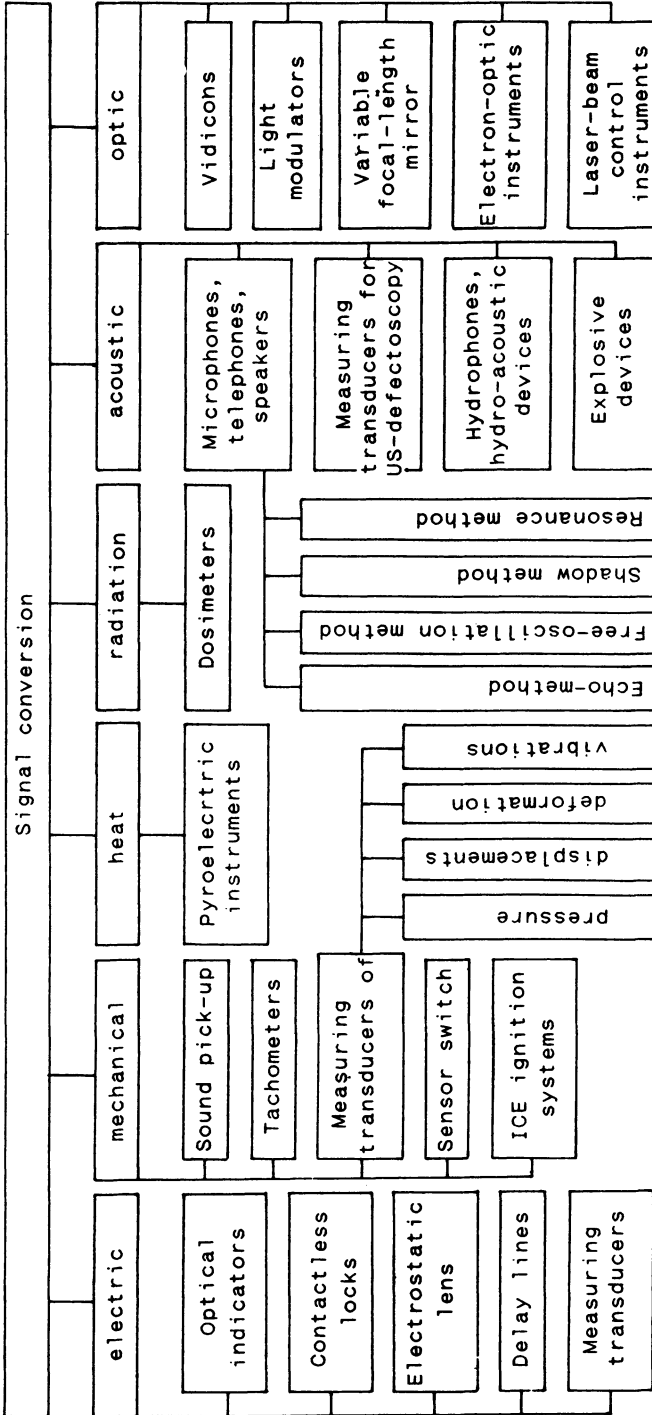 Signal conversion
electric
mechanical
heat
radiation
acoustic
optic
Optical
indicators
Contactless
locks
Electrostatic
lens
Delay lines
Measuring
transducers
Sound pick-up
Tachometers
Measuring
transducers of
Sensor switch
ICE ignition
systems
pressure
displacements
deformation
vibrations
Pyroelecrtric
instruments
Dosimeters
Microphones,
telephones,
speakers
Echo-method
Free-oscillation method
Shadow method
Resonance method
Measuring
transducers for
US-defectoscopy
Hydrophones,
hydro-acoustic
devices
Explosive
devices
Vidicons
Light
modulators
Variable
focal-length
mirror
Electron-optic
instruments
Laser-beam
control
instruments